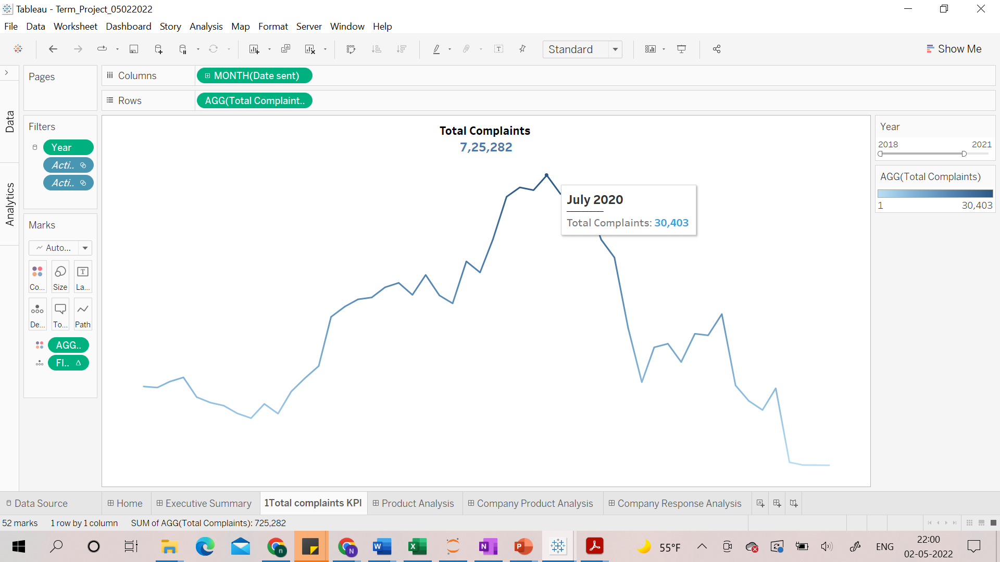 Tableau - Term_Project_05022022
File Data Worksheet Dashboard Story Analysis Map Format Server Window Help
Standard
Show Me
Pages
Columns
MONTH(Date sent)
Rows
AGG(Total Complaint..
Data
Analytics
Filters
Year
Acti..
Acti..
Marks
Auto...
Co... Size La...
De... To... Path
AGG..
FI..
Total Complaints
7,25,282
July 2020
Total Complaints: 30,403
Year
2018 2021
AGG(Total Complaints)
1 30,403
Data Source Home Executive Summary 1Total complaints KPI Product Analysis Company Product Analysis Company Response Analysis
52 marks 1 row by 1 column SUM of AGG(Total Complaints): 725,282
55°F ENG
22:00
02-05-2022